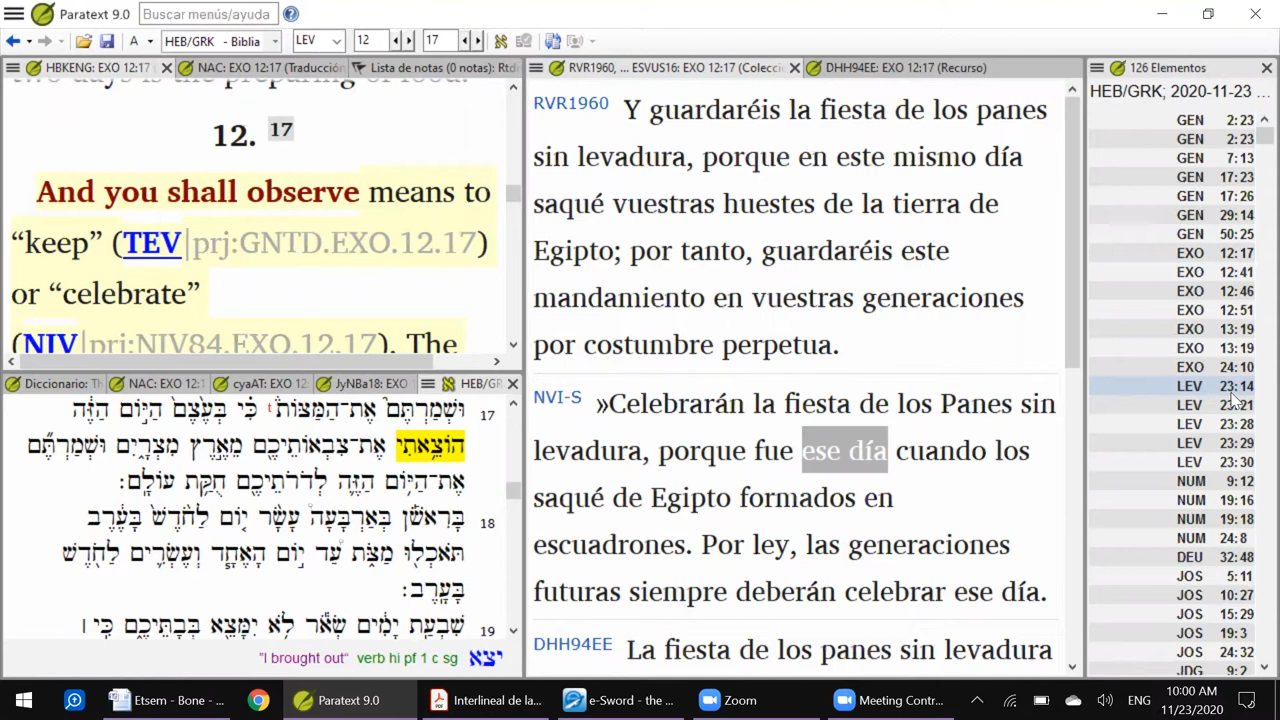 Paratext 9.0
Buscar menús/ayuda
A
HEB/GRK - Biblia
LEV
12
17
HBKENG: EXO 12:17
NAC: EXO 12:17 (Traducción
Lista de notas (0 notas): Rtd
two days is the preparing of food.
12. 17
And you shall observe means to
“keep” (TEV|prj:GNTD.EXO.12.17)
or “celebrate”
(NIV|prj:NIV84.EXO.12.17). The
Diccionario: Th
NAC: EXO 12:1
cyaAT: EXO 12:
JyNBa18: EXO
HEB/G
17 וּשְׁמַרְתֶּם֮ אֶת־הַמַּצּוֹת֒ t כִּ֗י בְּעֶ֙צֶם֙ הַיּ֣וֹם הַזֶּ֔ה
הוֹצֵ֥אתִי אֶת־צִבְאוֹתֵיכֶ֖ם מֵאֶ֣רֶץ מִצְרָ֑יִם וּשְׁמַרְתֶּ֞ם
אֶת־הַיּ֥וֹם הַזֶּ֛ה לְדֹרֹתֵיכֶ֖ם חֻקַּ֥ת עוֹלָֽם׃
18 בָּרִאשֹׁ֡ן בְּאַרְבָּעָה֩ עָשָׂ֨ר י֤וֹם לַחֹ֙דֶשׁ֙ בָּעֶ֔רֶב
תֹּאכְל֖וּ מַצֹּ֑ת עַ֠ד י֣וֹם הָאֶחָ֧ד וְעֶשְׂרִ֛ים לַחֹ֖דֶשׁ
בָּעָֽרֶב׃
19 שִׁבְעַ֣ת יָמִ֔ים שְׂאֹ֕ר לֹ֥א יִמָּצֵ֖א בְּבָתֵּיכֶ֑ם כִּ֣י ׀
"I brought out“ verb hi pf 1 c sg יצא
RVR1960, ... ESVUS16: EXO 12:17 (Colecci
DHH94EE: EXO 12:17 (Recurso)
RVR1960 Y guardaréis la fiesta de los panes
sin levadura, porque en este mismo día
saqué vuestras huestes de la tierra de
Egipto; por tanto, guardaréis este
mandamiento en vuestras generaciones
por costumbre perpetua.
NVI-S »Celebrarán la fiesta de los Panes sin
levadura, porque fue ese día cuando los
saqué de Egipto formados en
escuadrones. Por ley, las generaciones
futuras siempre deberán celebrar ese día.
DHH94EE La fiesta de los panes sin levadura
126 Elementos
HEB/GRK; 2020-11-23 ...
GEN 2:23
GEN 2:23
GEN 7:13
GEN 17:23
GEN 17:26
GEN 29:14
GEN 50:25
EXO 12:17
EXO 12:41
EXO 12:46
EXO 12:51
EXO 13:19
EXO 13:19
EXO 24:10
LEV 23:14
LEV 23:21
LEV 23:28
LEV 23:29
LEV 23:30
NUM 9:12
NUM 19:16
NUM 19:18
NUM 24:8
DEU 32:48
JOS 5:11
JOS 10:27
JOS 15:29
JOS 19:3
JOS 24:32
JDG 9:2
Etsem - Bone - ...
Paratext 9.0
Interlineal de la...
e-Sword - the ...
Zoom
Meeting Contr...
ENG
10:00 AM
11/23/2020